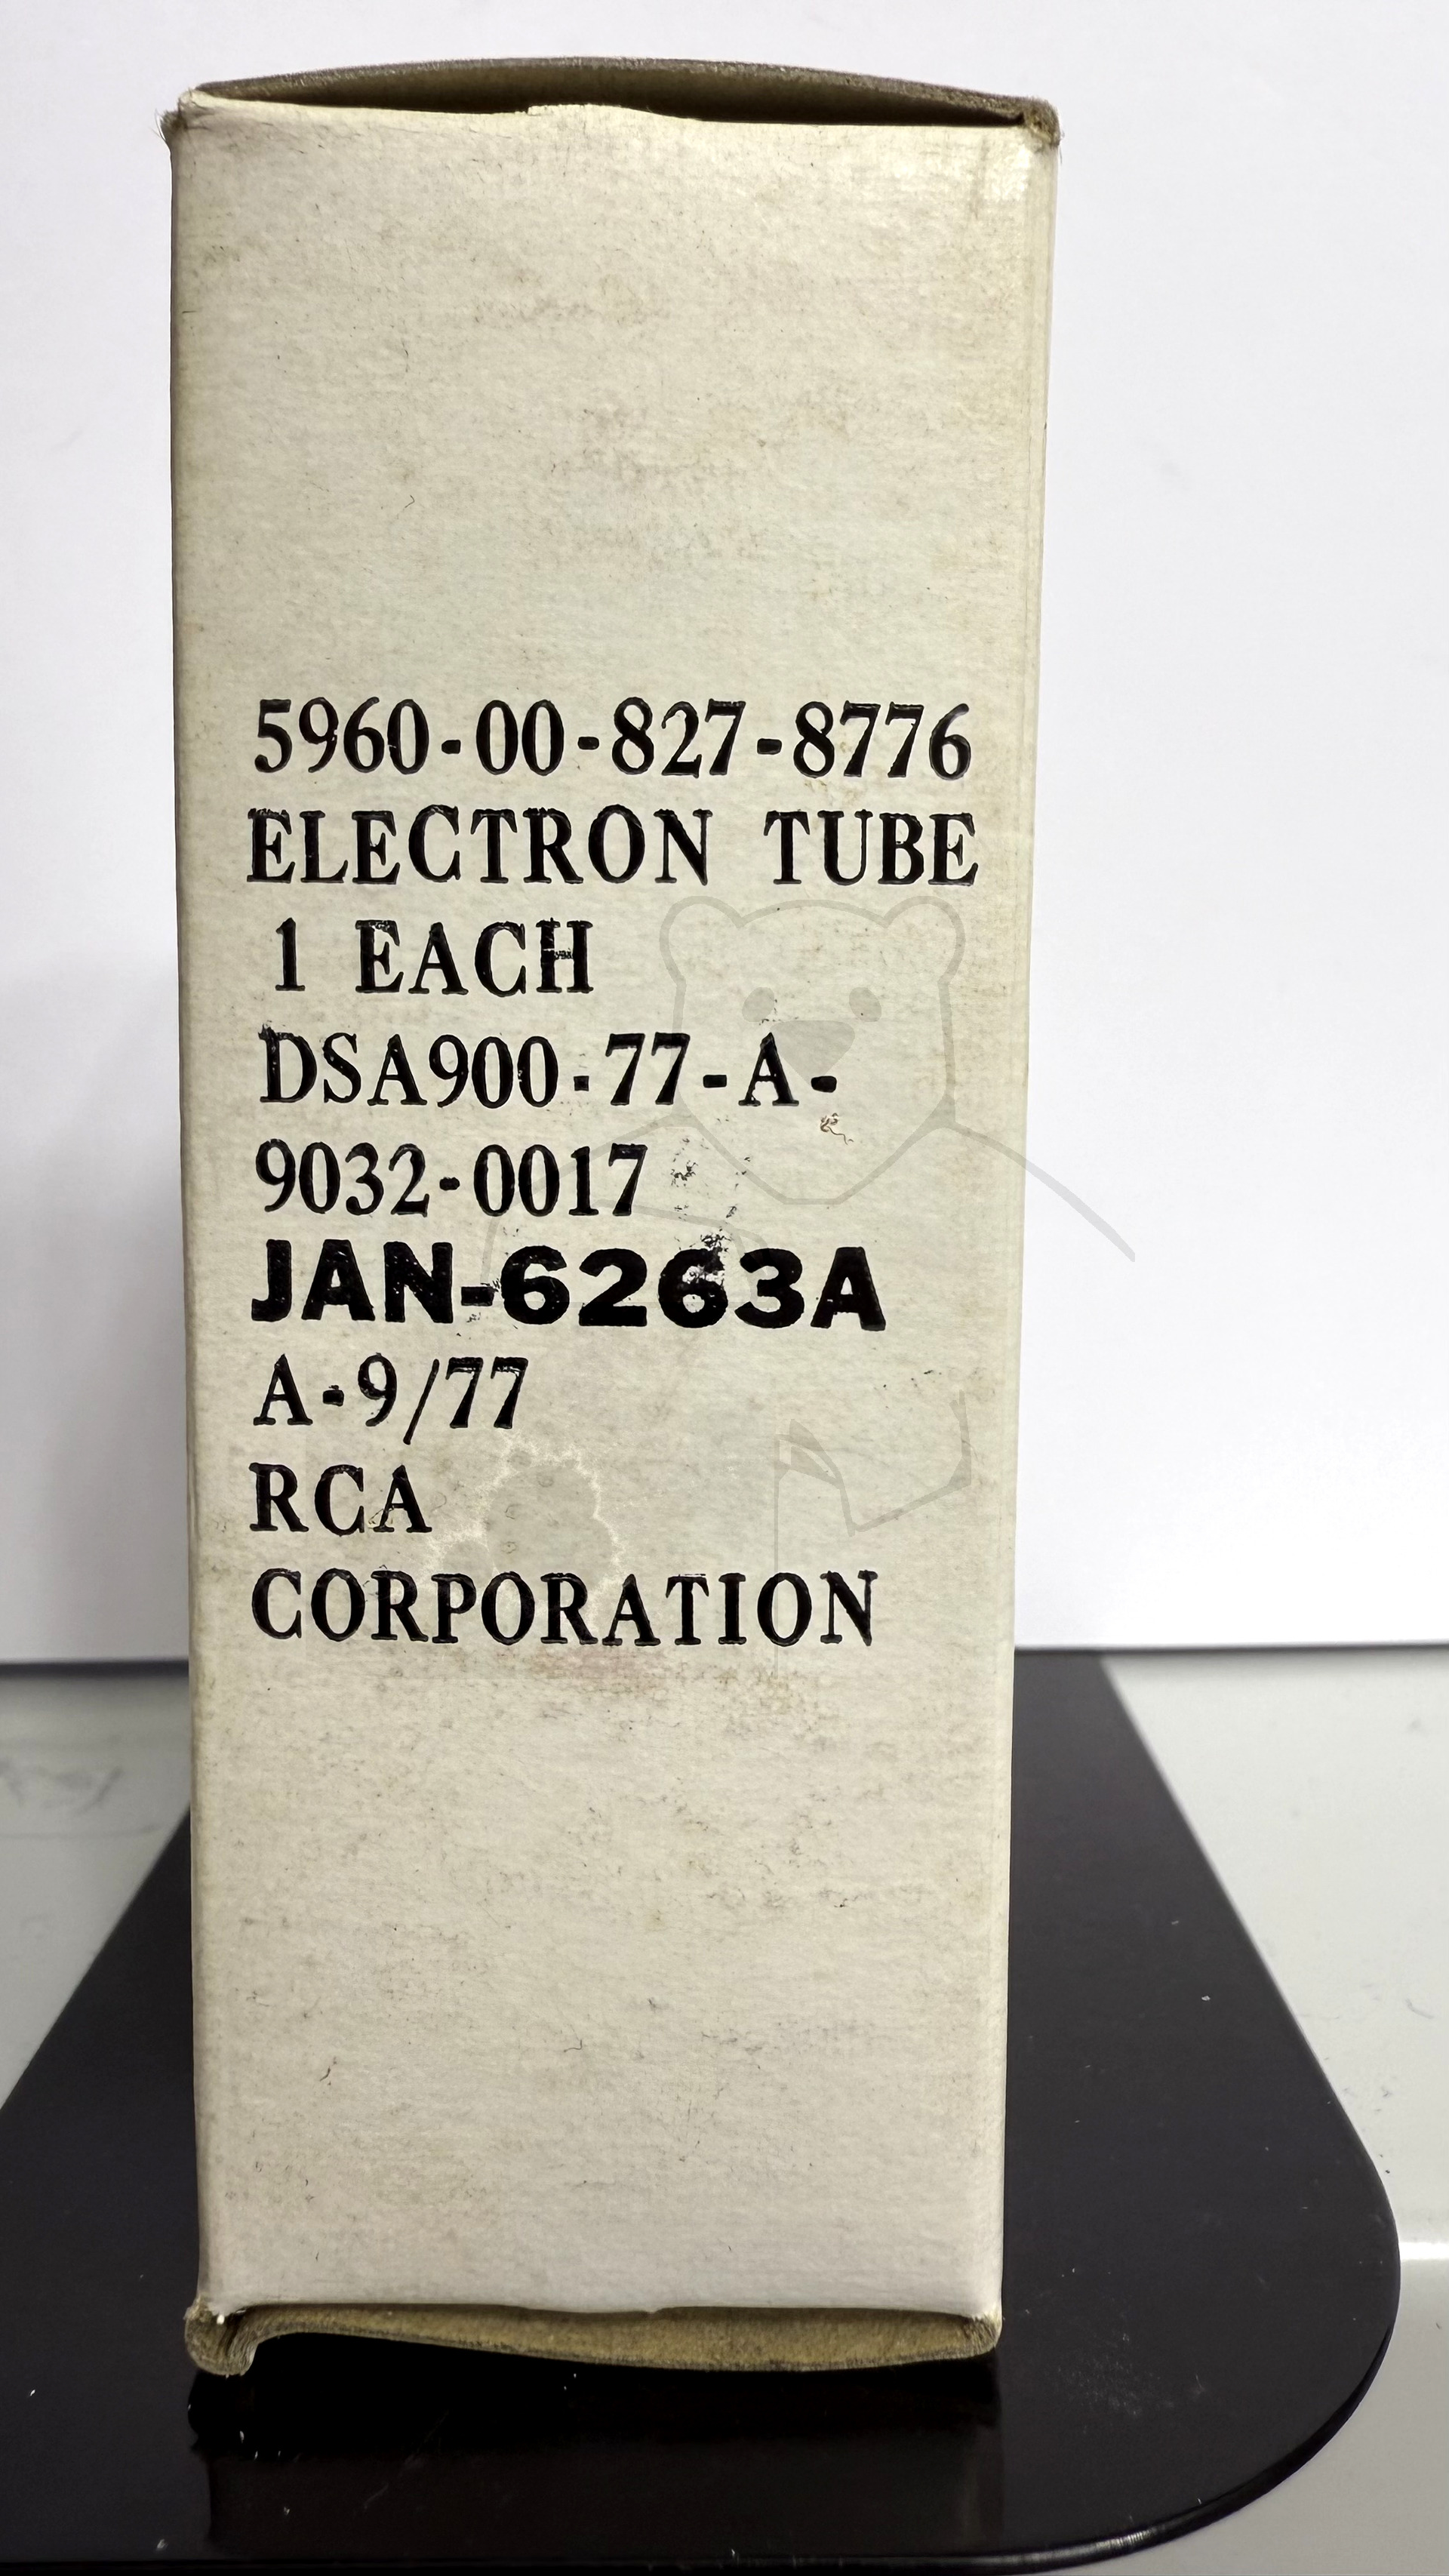 5960-00-827-8776
ELECTRON TUBE
1 EACH
DSA900-77-A-
9032-0017
JAN-6263A
A-9/77
RCA
CORPORATION